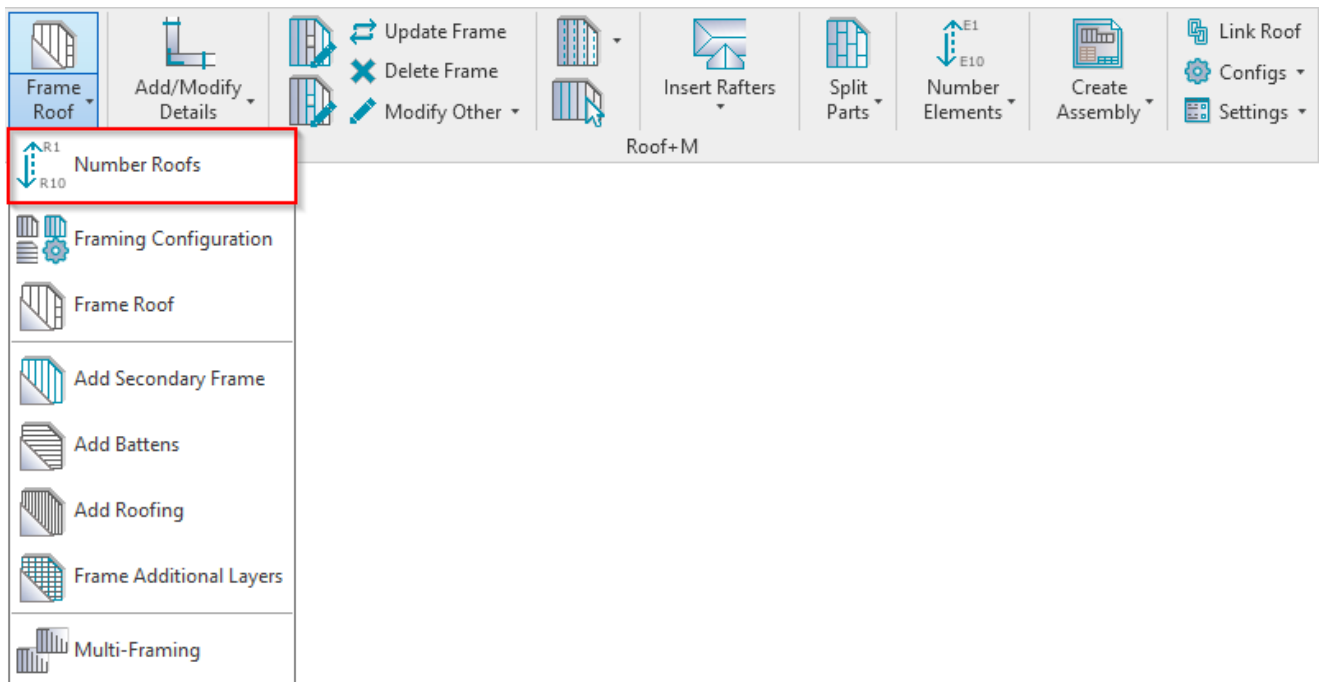 Frame
Roof
Add/Modify
Details
Update Frame
Delete Frame
Modify Other
Insert Rafters
Split
Parts
E1
E10
Number
Elements
Create
Assembly
Link Roof
Configs
Settings
Roof+M
R1
R10
Number Roofs
Framing Configuration
Frame Roof
Add Secondary Frame
Add Battens
Add Roofing
Frame Additional Layers
Multi-Framing